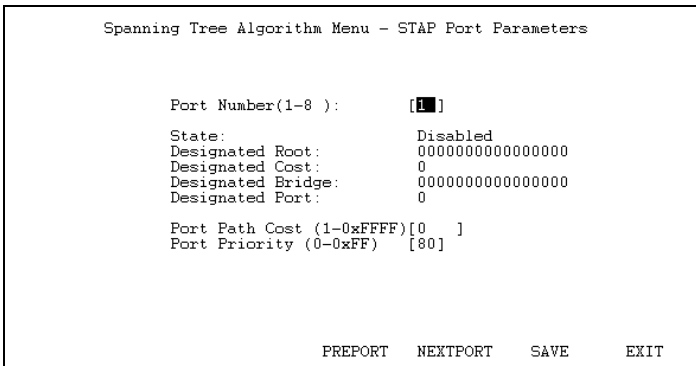 Spanning Tree Algorithm Menu - STAP Port Parameters
Port Number(1-8 ): [1 ]
State: Disabled
Designated Root: 0000000000000000
Designated Cost: 0
Designated Bridge: 0000000000000000
Designated Port: 0
Port Path Cost (1-0xFFFF)[0 ]
Port Priority (0-0xFF) [80]
PREPORT NEXTPORT SAVE EXIT